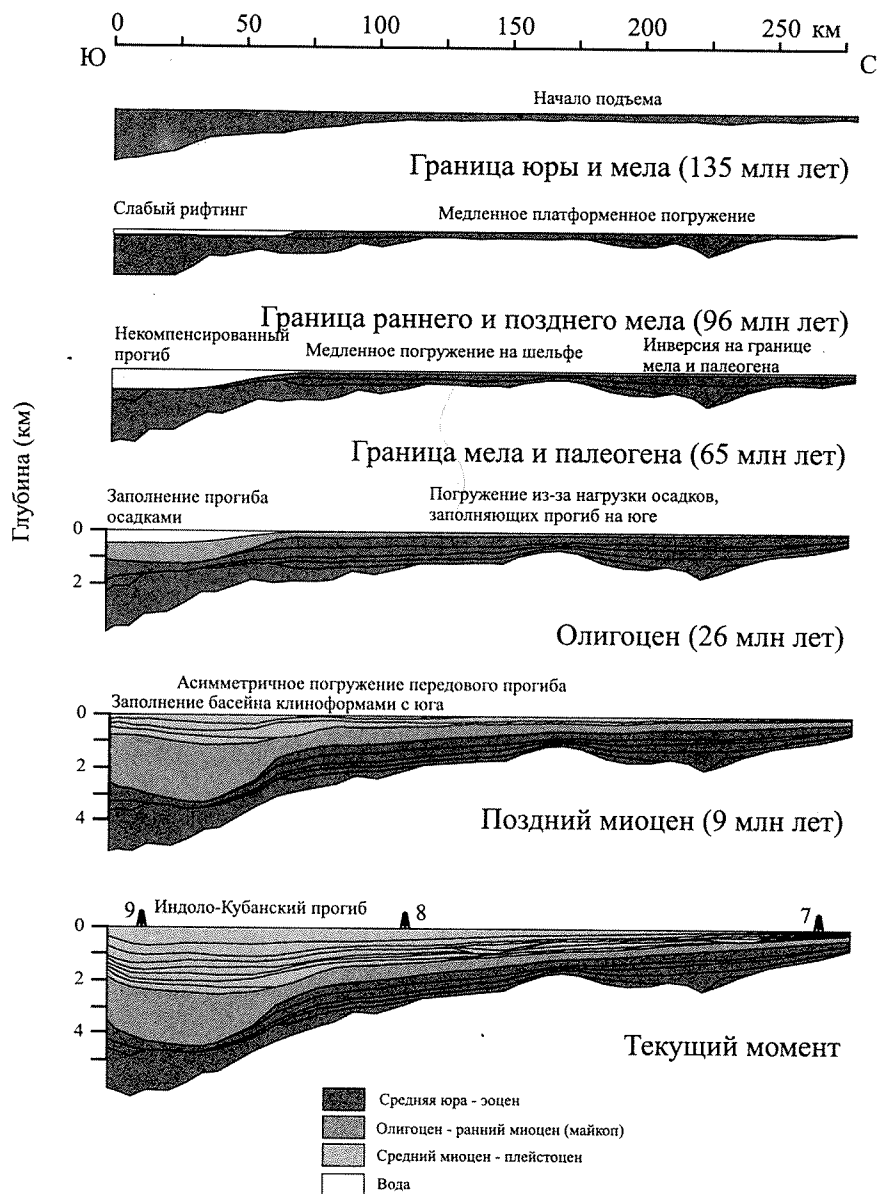 0 50 100 150 200 250 км
Ю С
Начало подъема
Граница юры и мела (135 млн лет)
Слабый рифтинг
Медленное платформенное погружение
Граница раннего и позднего мела (96 млн лет)
Некомпенсированный
прогиб
Медленное погружение на шельфе
Инверсия на границе
мела и палеогена
Граница мела и палеогена (65 млн лет)
Глубина (км)
Заполнение прогиба
осадками
Погружение из-за нагрузки осадков,
заполняющих прогиб на юге
0
2
Олигоцен (26 млн лет)
Асимметричное погружение передового прогиба
Заполнение басейна клиноформами с юга
0
2
4
Поздний миоцен (9 млн лет)
9 Индоло-Кубанский прогиб 8 7
0
2
4
Текущий момент
Средняя юра - эоцен
Олигоцен - ранний миоцен (майкоп)
Средний миоцен - плейстоцен
Вода